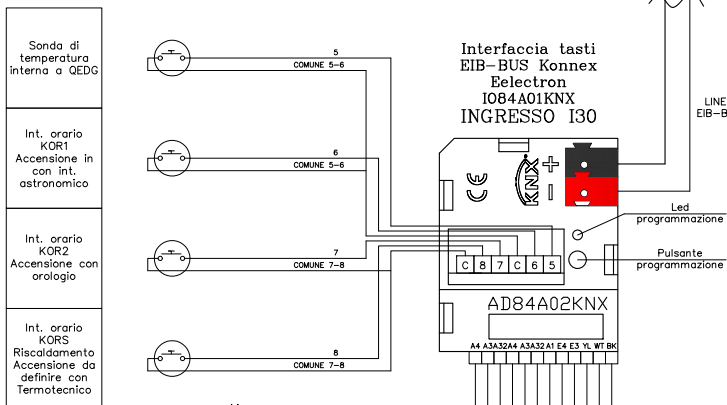 Sonda di
temperatura
interna a QEDG
Int. orario
KOR1
Accensione in
con int.
astronomico
Int. orario
KOR2
Accensione con
orologio
Int. orario
KORS
Riscaldamento
Accensione da
definire con
Termotecnico
5
COMUNE 5-6
6
COMUNE 5-6
7
COMUNE 7-8
8
COMUNE 7-8
Interfaccia tasti
EIB-BUS Konnex
Eelectron
IO84A01KNX
INGRESSO I30
LINE
EIB-B
CE
KNX
+
-
Led
programmazione
Pulsante
programmazione
C 8 7 C 6 5
AD84A02KNX
A4 A3A32A4 A3A32A1 E4 E3 YL WT BK